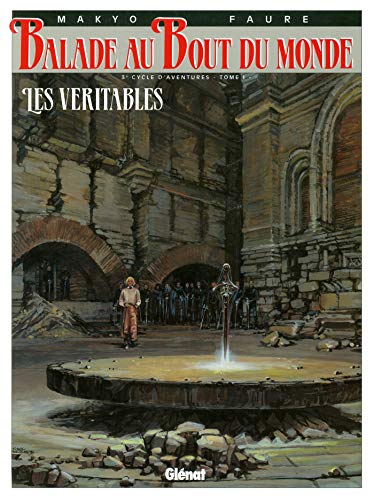 MAKYO FAURE
BALADE AU BOUT DU MONDE
3e CYCLE D'AVENTURES - TOME 1 -
LES VERITABLES
Glénat